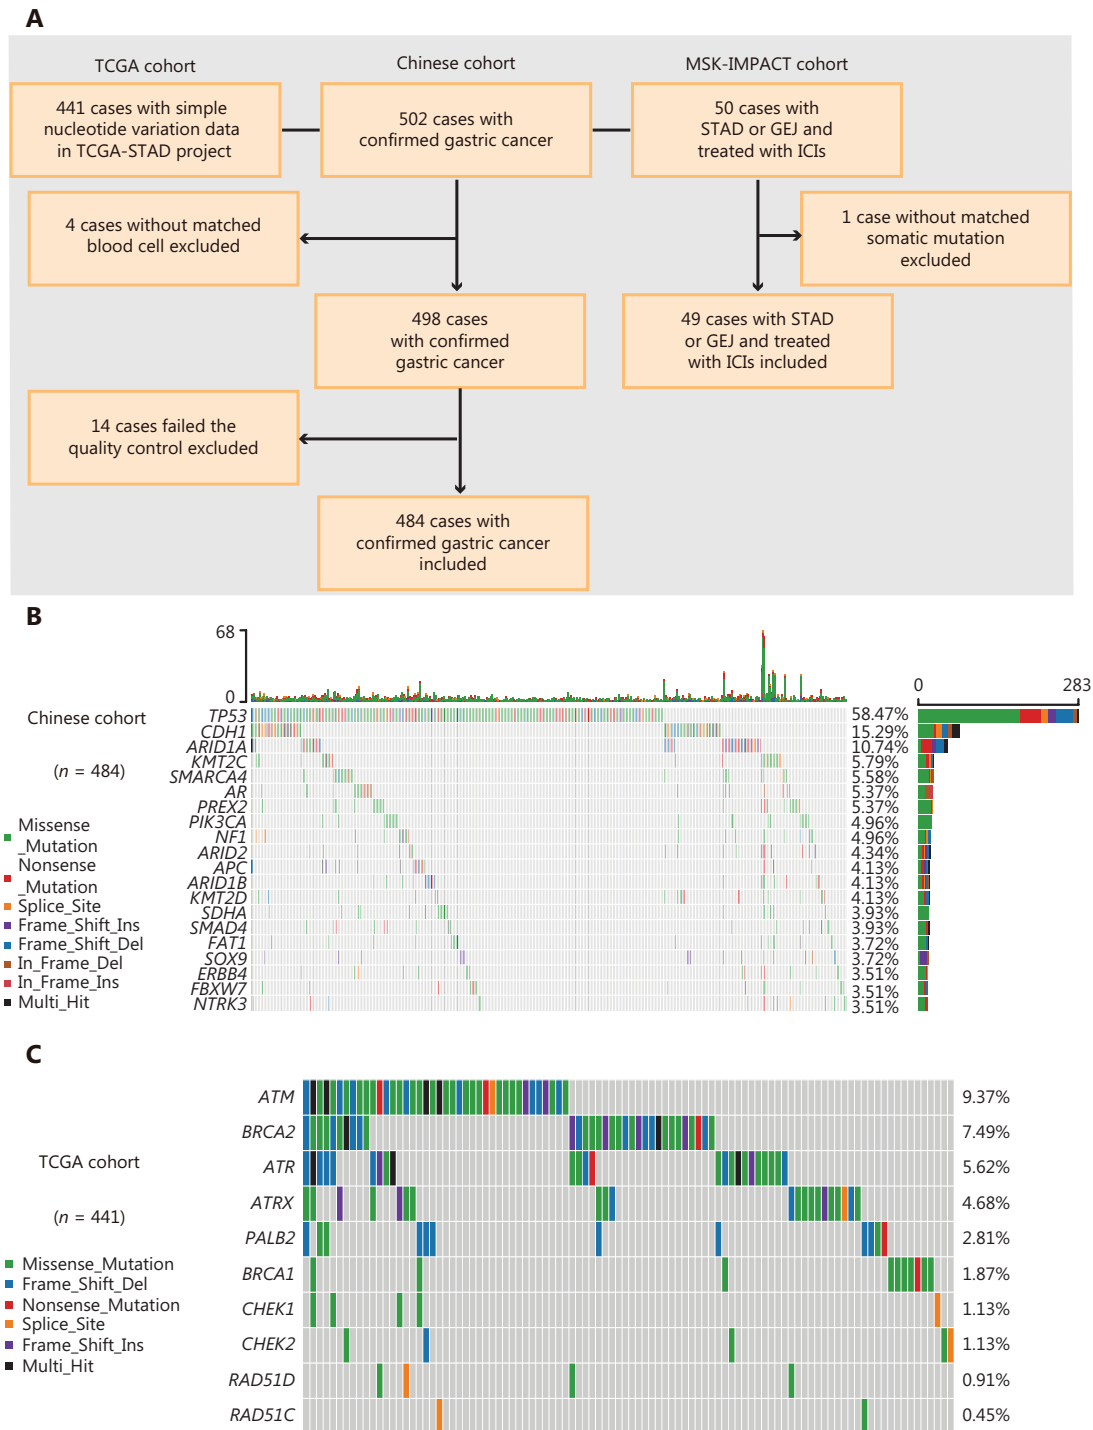 A
TCGA cohort
Chinese cohort
MSK-IMPACT cohort
441 cases with simple
nucleotide variation data
in TCGA-STAD project
502 cases with
confirmed gastric cancer
50 cases with
STAD or GEJ and
treated with ICIs
4 cases without matched
blood cell excluded
1 case without matched
somatic mutation
excluded
498 cases
with confirmed
gastric cancer
49 cases with STAD
or GEJ and treated
with ICIs included
14 cases failed the
quality control excluded
484 cases with
confirmed gastric cancer
included
B
68
0
0 283
Chinese cohort
(n = 484)
TP53 58.47%
CDH1 15.29%
ARID1A 10.74%
KMT2C 5.79%
SMARCA4 5.58%
AR 5.37%
PREX2 5.37%
PIK3CA 4.96%
NF1 4.96%
ARID2 4.34%
APC 4.13%
ARID1B 4.13%
KMT2D 4.13%
SDHA 3.93%
SMAD4 3.93%
FAT1 3.72%
SOX9 3.72%
ERBB4 3.51%
FBXW7 3.51%
NTRK3 3.51%
Missense
_Mutation
Nonsense
_Mutation
Splice_Site
Frame_Shift_Ins
Frame_Shift_Del
In_Frame_Del
In_Frame_Ins
Multi_Hit
C
TCGA cohort
(n = 441)
ATM 9.37%
BRCA2 7.49%
ATR 5.62%
ATRX 4.68%
PALB2 2.81%
BRCA1 1.87%
CHEK1 1.13%
CHEK2 1.13%
RAD51D 0.91%
RAD51C 0.45%
Missense_Mutation
Frame_Shift_Del
Nonsense_Mutation
Splice_Site
Frame_Shift_Ins
Multi_Hit